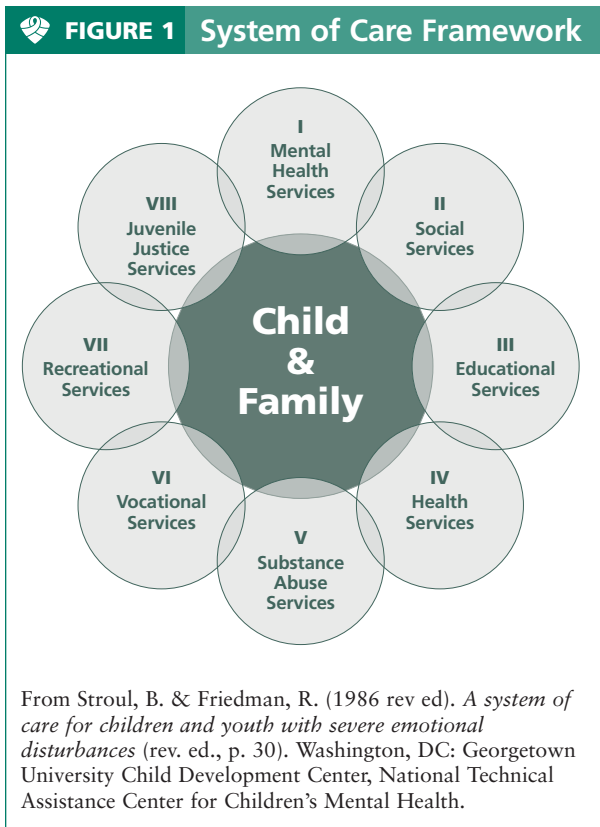 FIGURE 1 System of Care Framework
I
Mental
Health
Services
II
Social
Services
III
Educational
Services
IV
Health
Services
V
Substance
Abuse
Services
VI
Vocational
Services
VII
Recreational
Services
VIII
Juvenile
Justice
Services
Child
&
Family
From Stroul, B. & Friedman, R. (1986 rev ed). A system of
care for children and youth with severe emotional
disturbances (rev. ed., p. 30). Washington, DC: Georgetown
University Child Development Center, National Technical
Assistance Center for Children’s Mental Health.